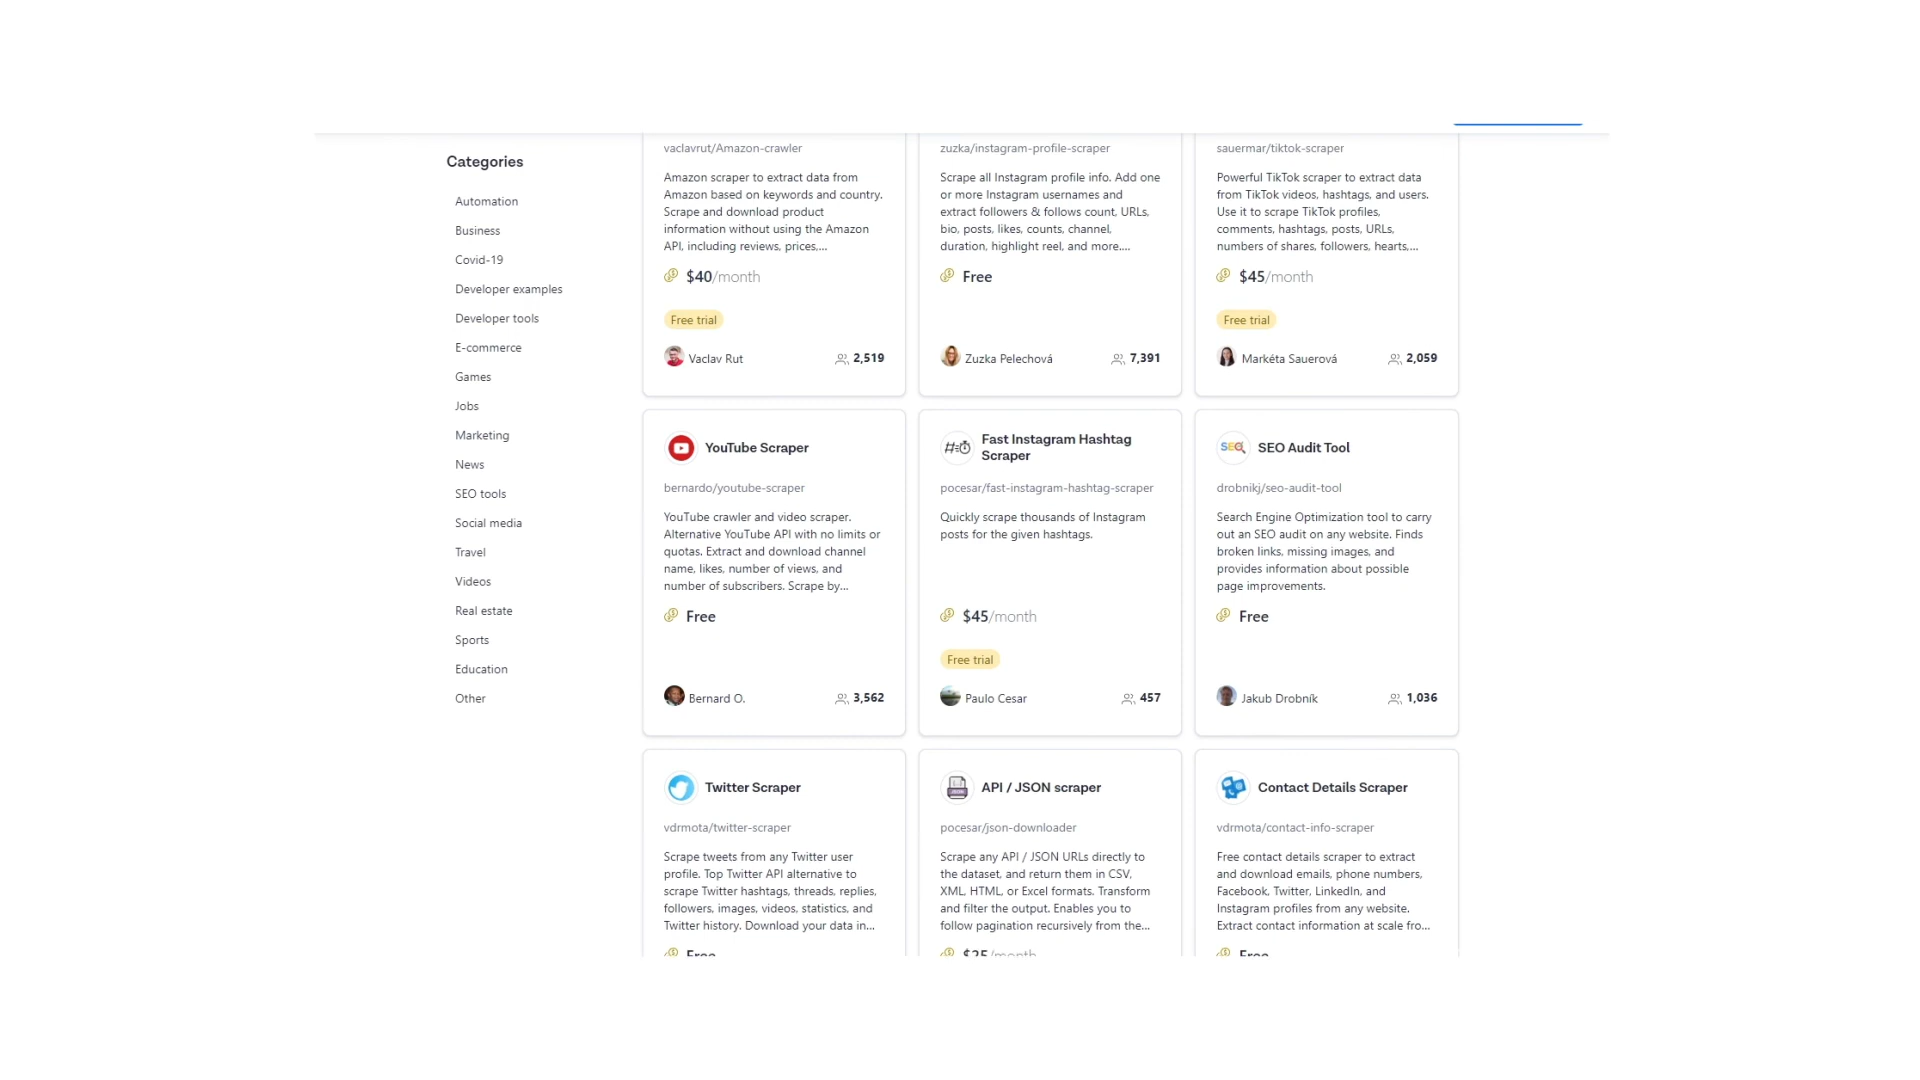 Categories
Automation
Business
Covid-19
Developer examples
Developer tools
E-commerce
Games
Jobs
Marketing
News
SEO tools
Social media
Travel
Videos
Real estate
Sports
Education
Other
vaclavrut/Amazon-crawler
Amazon scraper to extract data from
Amazon based on keywords and country.
Scrape and download product
information without using the Amazon
API, including reviews, prices,...
$40/month
Free trial
Vaclav Rut
2,519
zuzka/instagram-profile-scraper
Scrape all Instagram profile info. Add one
or more Instagram usernames and
extract followers & follows count, URLs,
bio, posts, likes, counts, channel,
duration, highlight reel, and more....
Free
Zuzka Pelechová
7,391
sauermar/tiktok-scraper
Powerful TikTok scraper to extract data
from TikTok videos, hashtags, and users.
Use it to scrape TikTok profiles,
comments, hashtags, posts, URLs,
numbers of shares, followers, hearts,...
$45/month
Free trial
Markéta Sauerová
2,059
YouTube Scraper
bernardo/youtube-scraper
YouTube crawler and video scraper.
Alternative YouTube API with no limits or
quotas. Extract and download channel
name, likes, number of views, and
number of subscribers. Scrape by...
Free
Bernard O.
3,562
Fast Instagram Hashtag
Scraper
pocesar/fast-instagram-hashtag-scraper
Quickly scrape thousands of Instagram
posts for the given hashtags.
$45/month
Free trial
Paulo Cesar
457
SEO
SEO Audit Tool
drobnikj/seo-audit-tool
Search Engine Optimization tool to carry
out an SEO audit on any website. Finds
broken links, missing images, and
provides information about possible
page improvements.
Free
Jakub Drobník
1,036
Twitter Scraper
vdrmota/twitter-scraper
Scrape tweets from any Twitter user
profile. Top Twitter API alternative to
scrape Twitter hashtags, threads, replies,
followers, images, videos, statistics, and
Twitter history. Download your data in...
Free
API / JSON scraper
pocesar/json-downloader
Scrape any API / JSON URLs directly to
the dataset, and return them in CSV,
XML, HTML, or Excel formats. Transform
and filter the output. Enables you to
follow pagination recursively from the...
$25/month
Contact Details Scraper
vdrmota/contact-info-scraper
Free contact details scraper to extract
and download emails, phone numbers,
Facebook, Twitter, LinkedIn, and
Instagram profiles from any website.
Extract contact information at scale fro...
Free